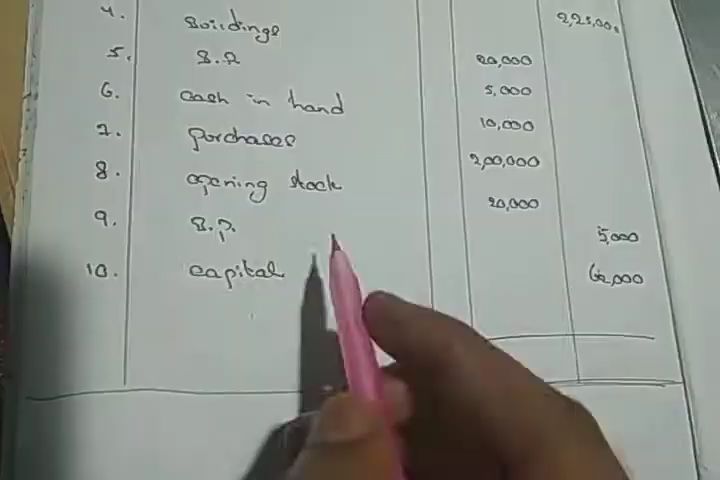 4. 2,25,000
Buildings 20,000
5. B.R 5,000
6. cash in hand 10,000
7. purchases 2,00,000
8. opening stock 20,000
9. B.P. 5,000
10. capital 62,000